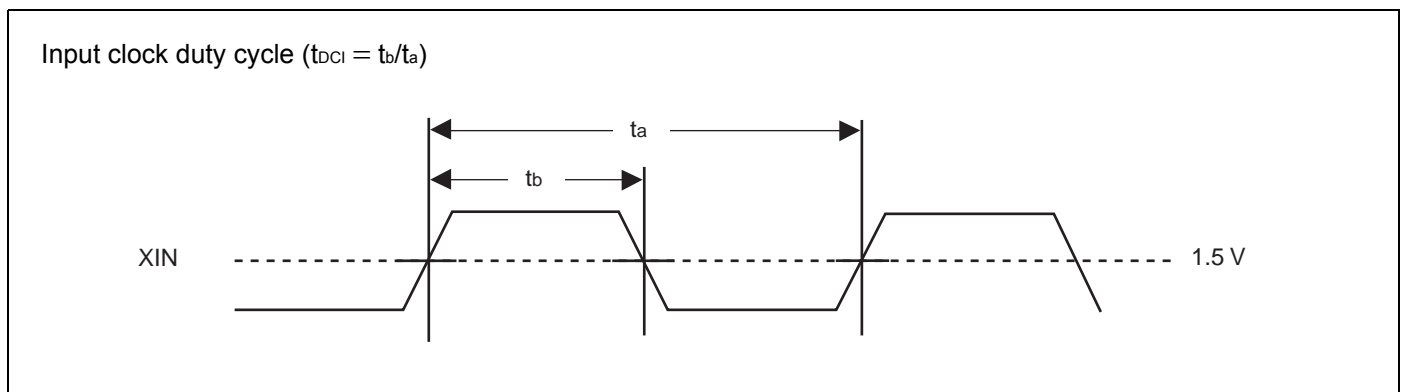 Input clock duty cycle (tDCI = tb/ta)
ta
tb
XIN
1.5 V